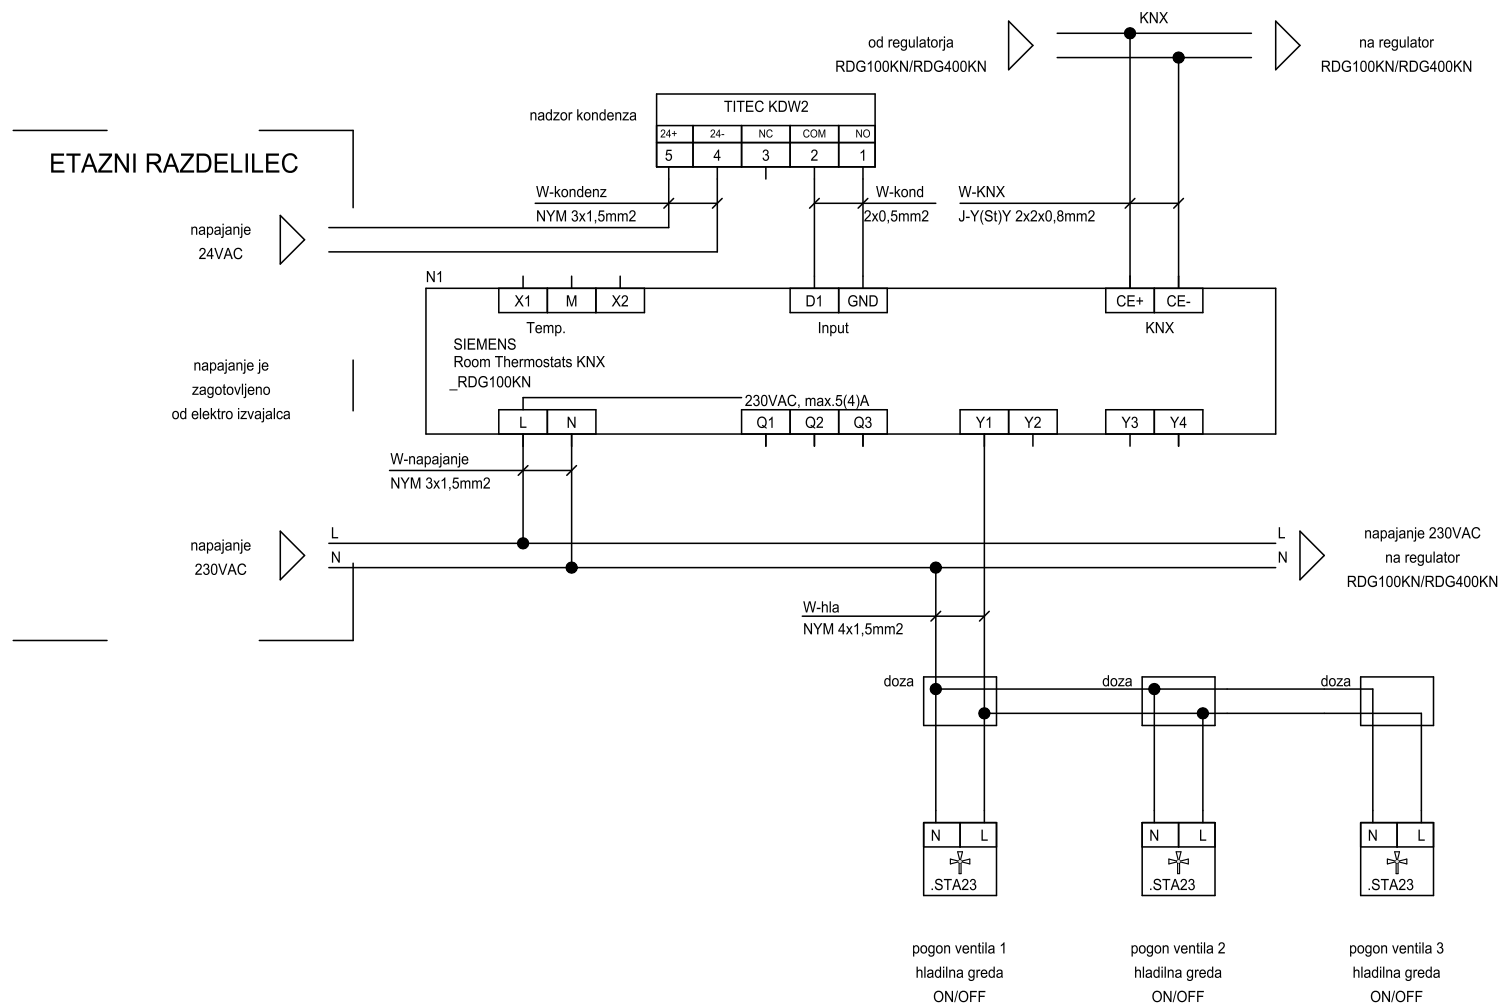 KNX
od regulatorja
RDG100KN/RDG400KN
na regulator
RDG100KN/RDG400KN
nadzor kondenza
TITEC KDW2
24+ 24- NC COM NO
5 4 3 2 1
ETAZNI RAZDELILEC
W-kondenz
NYM 3x1,5mm2
W-kond
2x0,5mm2
W-KNX
J-Y(St)Y 2x2x0,8mm2
napajanje
24VAC
N1
X1 M X2
Temp.
D1 GND
Input
CE+ CE-
KNX
SIEMENS
Room Thermostats KNX
_RDG100KN
napajanje je
zagotovljeno
od elektro izvajalca
230VAC, max.5(4)A
L N Q1 Q2 Q3 Y1 Y2 Y3 Y4
W-napajanje
NYM 3x1,5mm2
napajanje
230VAC
L
N
L
N
napajanje 230VAC
na regulator
RDG100KN/RDG400KN
W-hla
NYM 4x1,5mm2
doza
doza
doza
N L
.STA23
N L
.STA23
N L
.STA23
pogon ventila 1
hladilna greda
ON/OFF
pogon ventila 2
hladilna greda
ON/OFF
pogon ventila 3
hladilna greda
ON/OFF